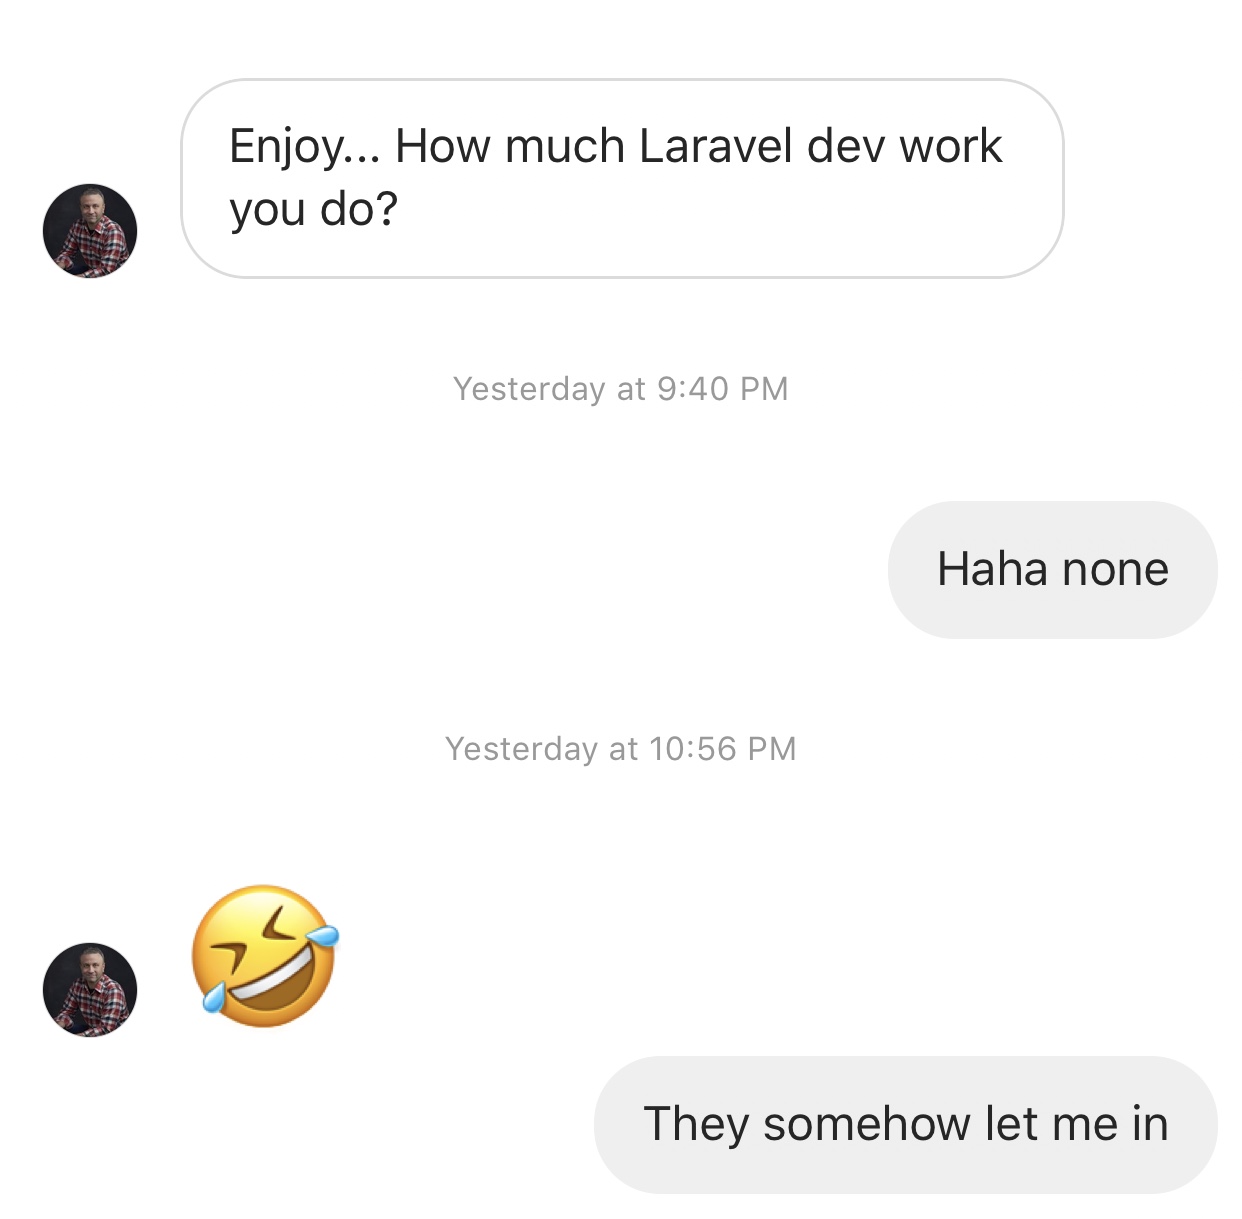 Enjoy... How much Laravel dev work
you do?
Yesterday at 9:40 PM
Haha none
Yesterday at 10:56 PM
🤣
They somehow let me in